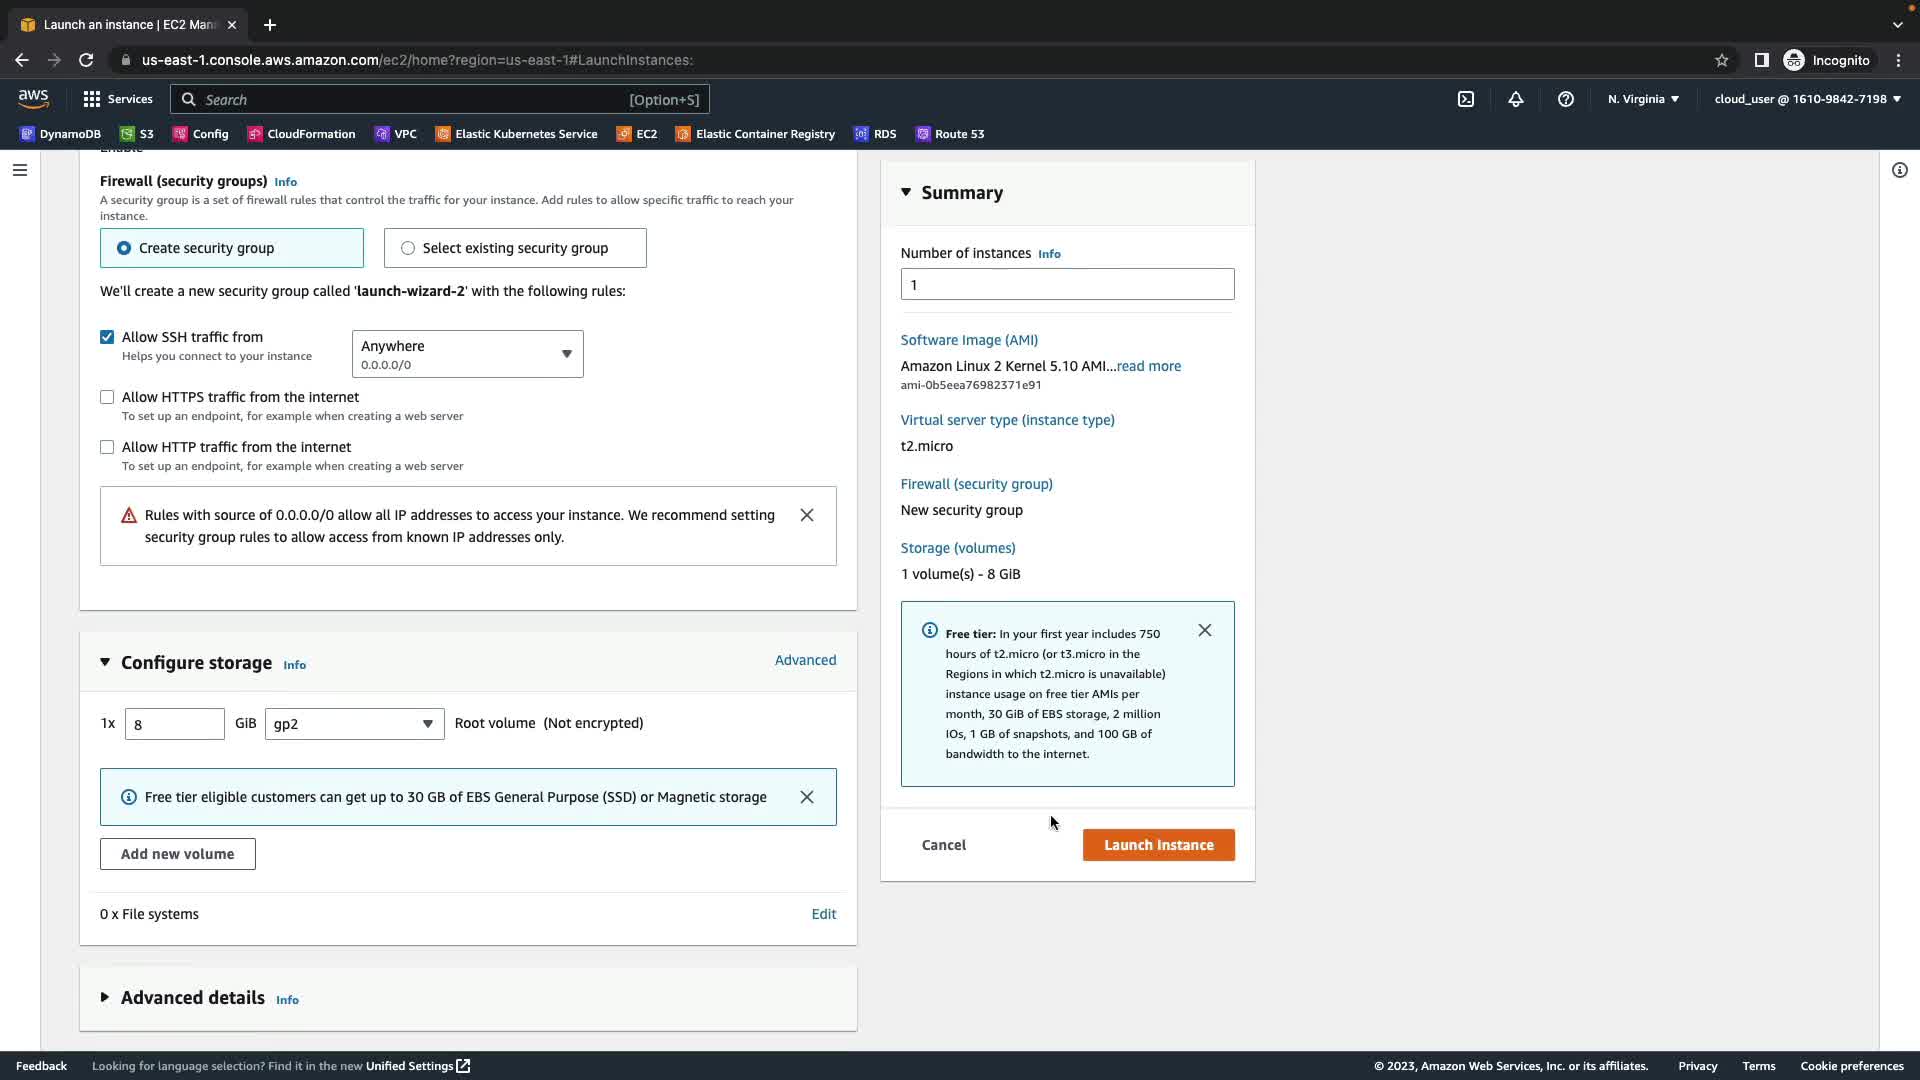 Launch an instance | EC2 Man
us-east-1.console.aws.amazon.com/ec2/home?region=us-east-1#LaunchInstances:
Incognito
aws
Services
Search
[Option+S]
N. Virginia
cloud_user @ 1610-9842-7198
DynamoDB
S3
Config
CloudFormation
VPC
Elastic Kubernetes Service
EC2
Elastic Container Registry
RDS
Route 53
Enable
Firewall (security groups) Info
A security group is a set of firewall rules that control the traffic for your instance. Add rules to allow specific traffic to reach your
instance.
Create security group
Select existing security group
We'll create a new security group called 'launch-wizard-2' with the following rules:
Allow SSH traffic from
Helps you connect to your instance
Anywhere
0.0.0.0/0
Allow HTTPS traffic from the internet
To set up an endpoint, for example when creating a web server
Allow HTTP traffic from the internet
To set up an endpoint, for example when creating a web server
Rules with source of 0.0.0.0/0 allow all IP addresses to access your instance. We recommend setting
security group rules to allow access from known IP addresses only.
Configure storage Info
Advanced
1x 8 GiB gp2 Root volume (Not encrypted)
Free tier eligible customers can get up to 30 GB of EBS General Purpose (SSD) or Magnetic storage
Add new volume
0 x File systems
Edit
Advanced details Info
Summary
Number of instances Info
1
Software Image (AMI)
Amazon Linux 2 Kernel 5.10 AMI...read more
ami-0b5eea76982371e91
Virtual server type (instance type)
t2.micro
Firewall (security group)
New security group
Storage (volumes)
1 volume(s) - 8 GiB
Free tier: In your first year includes 750
hours of t2.micro (or t3.micro in the
Regions in which t2.micro is unavailable)
instance usage on free tier AMIs per
month, 30 GiB of EBS storage, 2 million
IOs, 1 GB of snapshots, and 100 GB of
bandwidth to the internet.
Cancel
Launch instance
Feedback
Looking for language selection? Find it in the new Unified Settings
© 2023, Amazon Web Services, Inc. or its affiliates.
Privacy
Terms
Cookie preferences